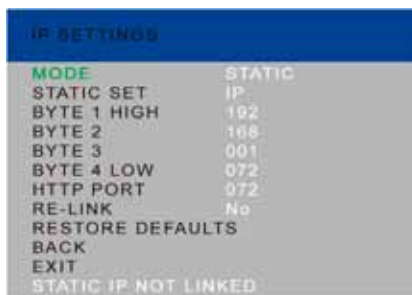 IP SETTINGS
MODE STATIC
STATIC SET IP
BYTE 1 HIGH 192
BYTE 2 168
BYTE 3 001
BYTE 4 LOW 072
HTTP PORT 072
RE-LINK No
RESTORE DEFAULTS
BACK
EXIT
STATIC IP NOT LINKED